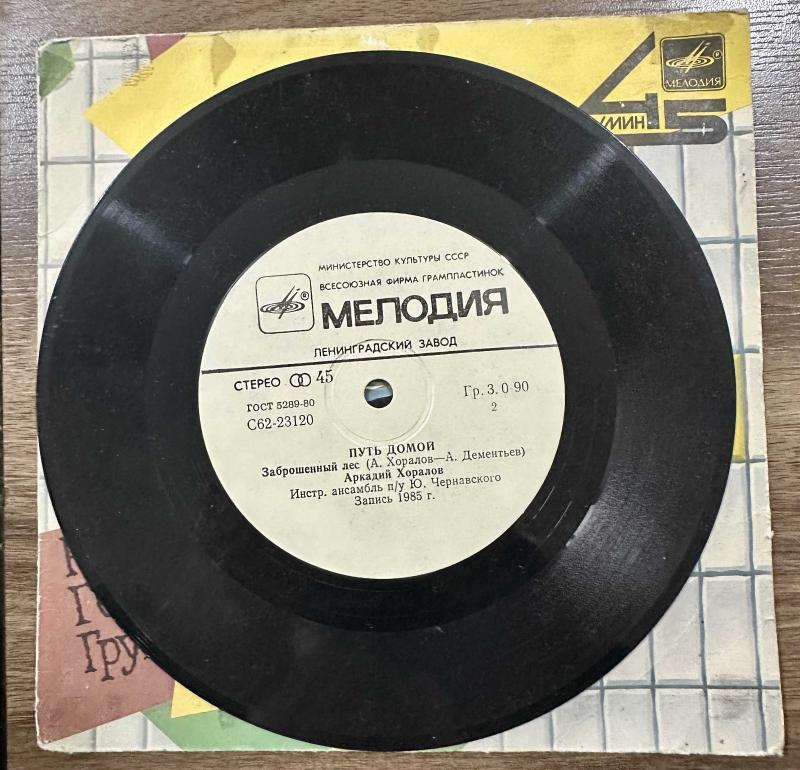 МЕЛОДИЯ
45
/МИН
МИНИСТЕРСТВО КУЛЬТУРЫ СССР
ВСЕСОЮЗНАЯ ФИРМА ГРАМПЛАСТИНОК
МЕЛОДИЯ
ЛЕНИНГРАДСКИЙ ЗАВОД
СТЕРЕО 45
ГОСТ 5289-80
С62-23120
Гр. 3. 0-90
2
ПУТЬ ДОМОЙ
Заброшенный лес (А. Хоралов—А. Дементьев)
Аркадий Хоралов
Инстр. ансамбль п/у Ю. Чернавского
Запись 1985 г.
Гру